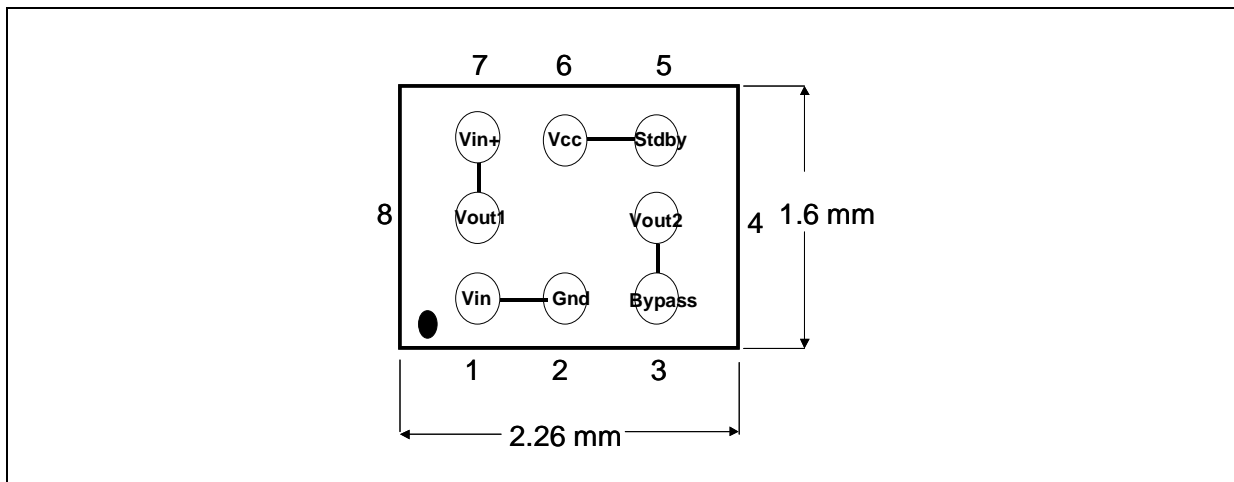 7 6 5
Vin+ Vcc Stdby
8 Vout1 Vout2 4 1.6 mm
Vin Gnd Bypass
1 2 3
2.26 mm